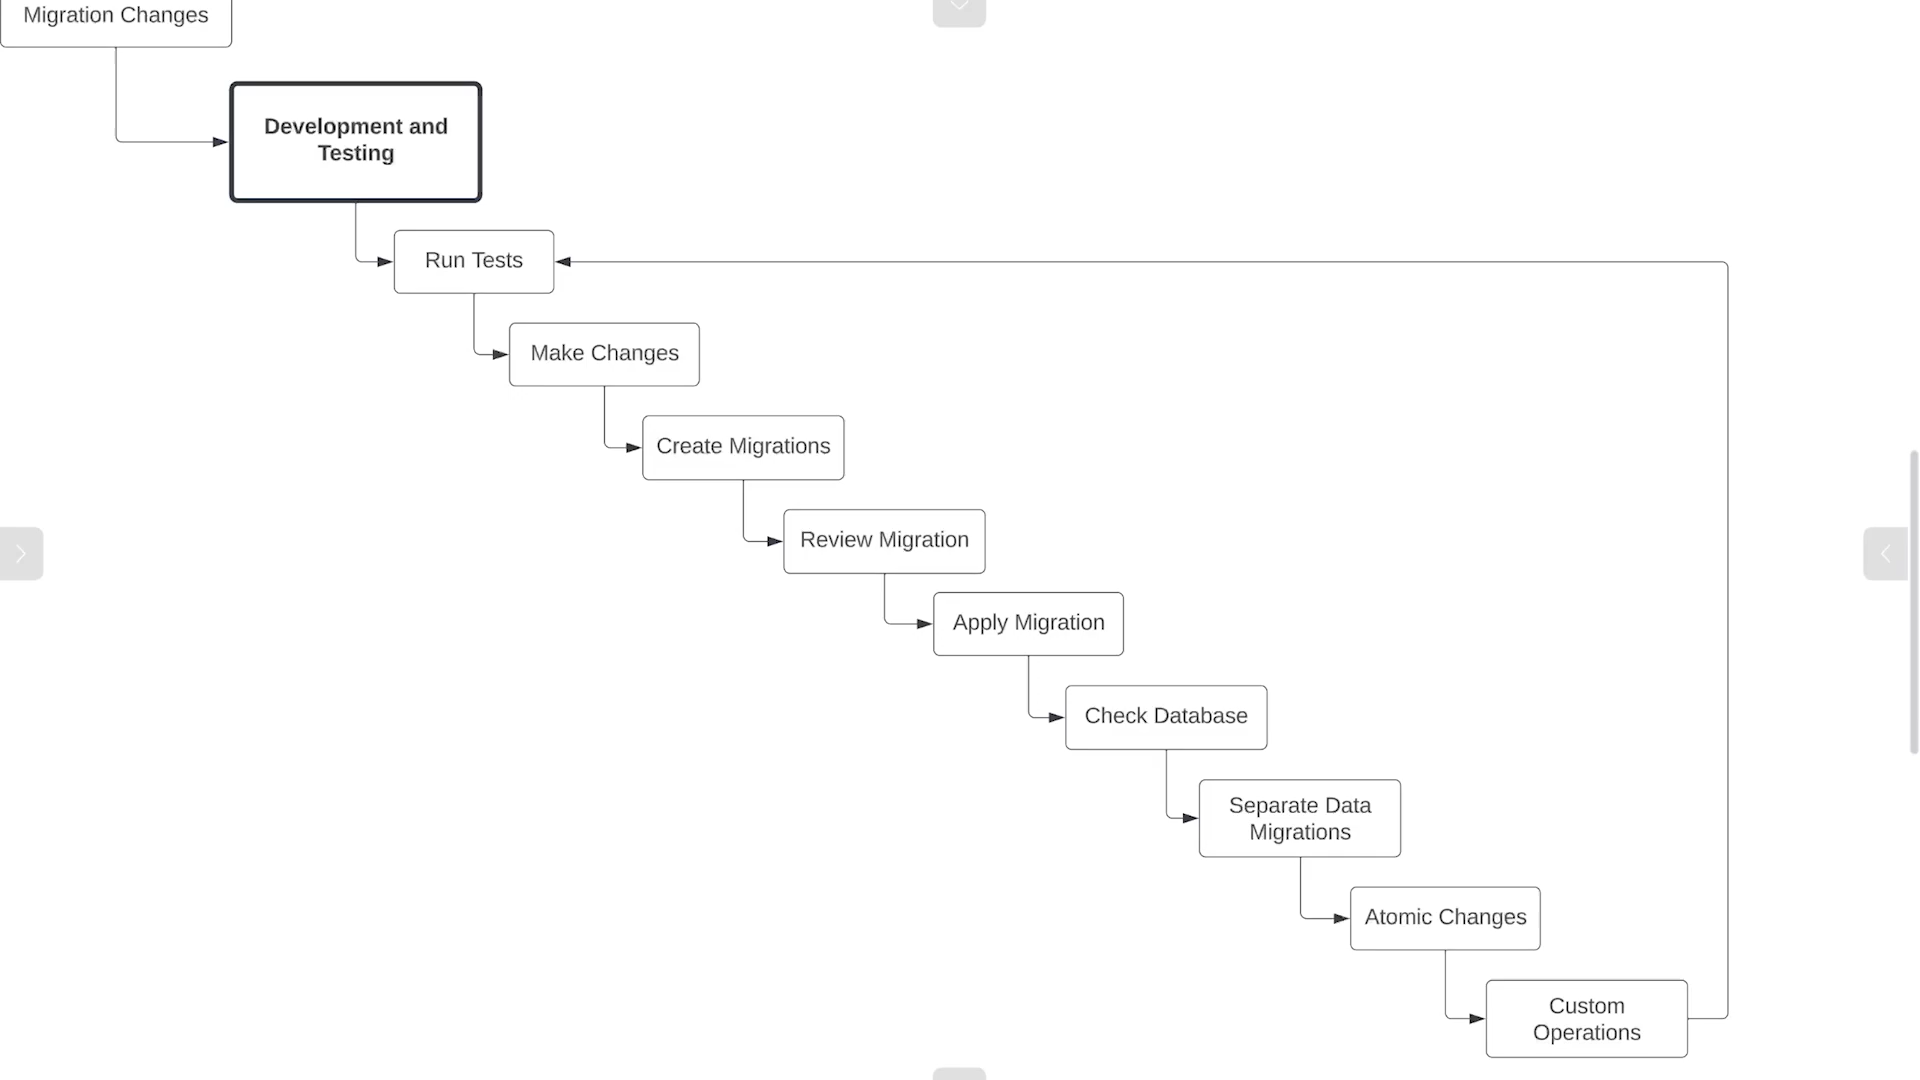 Migration Changes
Development and
Testing
Run Tests
Make Changes
Create Migrations
Review Migration
Apply Migration
Check Database
Separate Data
Migrations
Atomic Changes
Custom
Operations